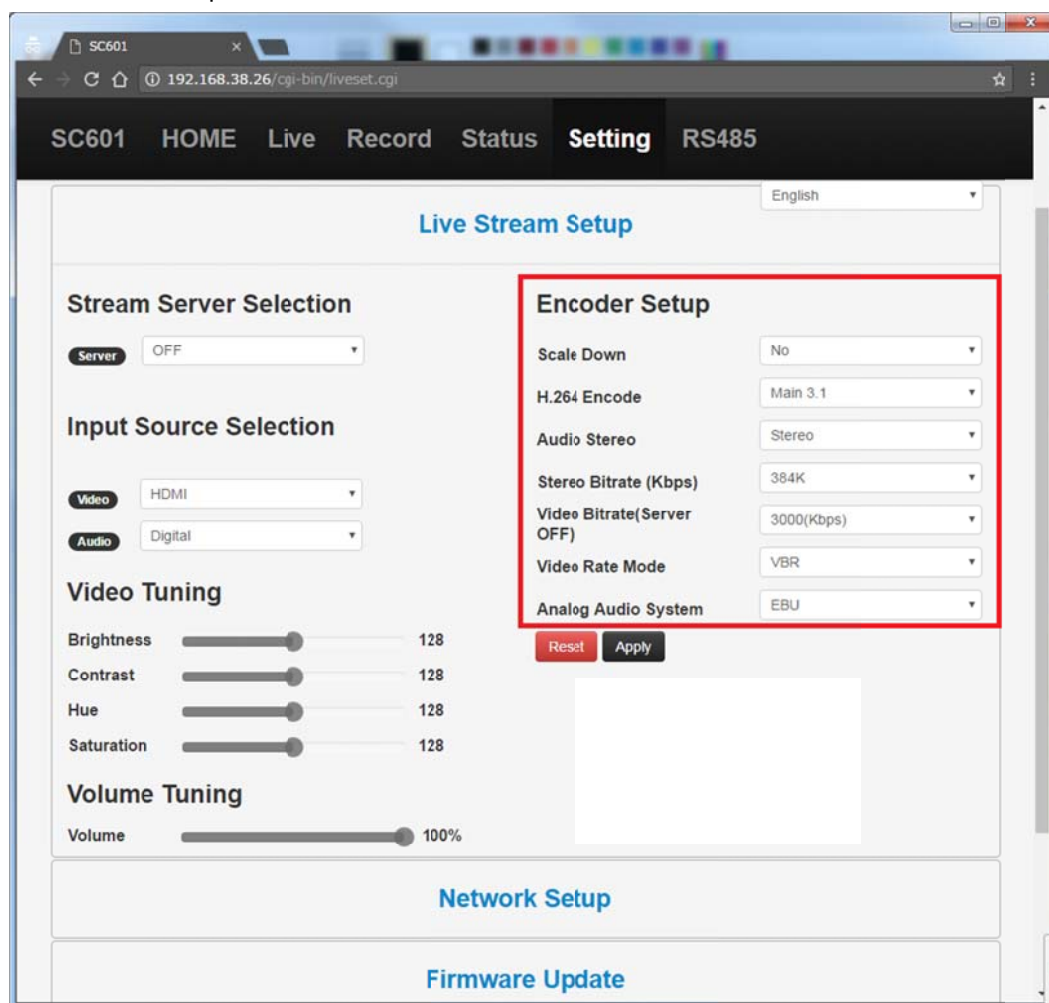 SC601
192.168.38.26/cgi-bin/liveset.cgi
SC601 HOME Live Record Status Setting RS485
English
Live Stream Setup
Stream Server Selection
Server OFF
Input Source Selection
Video HDMI
Audio Digital
Video Tuning
Brightness 128
Contrast 128
Hue 128
Saturation 128
Volume Tuning
Volume 100%
Encoder Setup
Scale Down No
H.264 Encode Main 3.1
Audio Stereo Stereo
Stereo Bitrate (Kbps) 384K
Video Bitrate(Server
OFF) 3000(Kbps)
Video Rate Mode VBR
Analog Audio System EBU
Reset Apply
Network Setup
Firmware Update